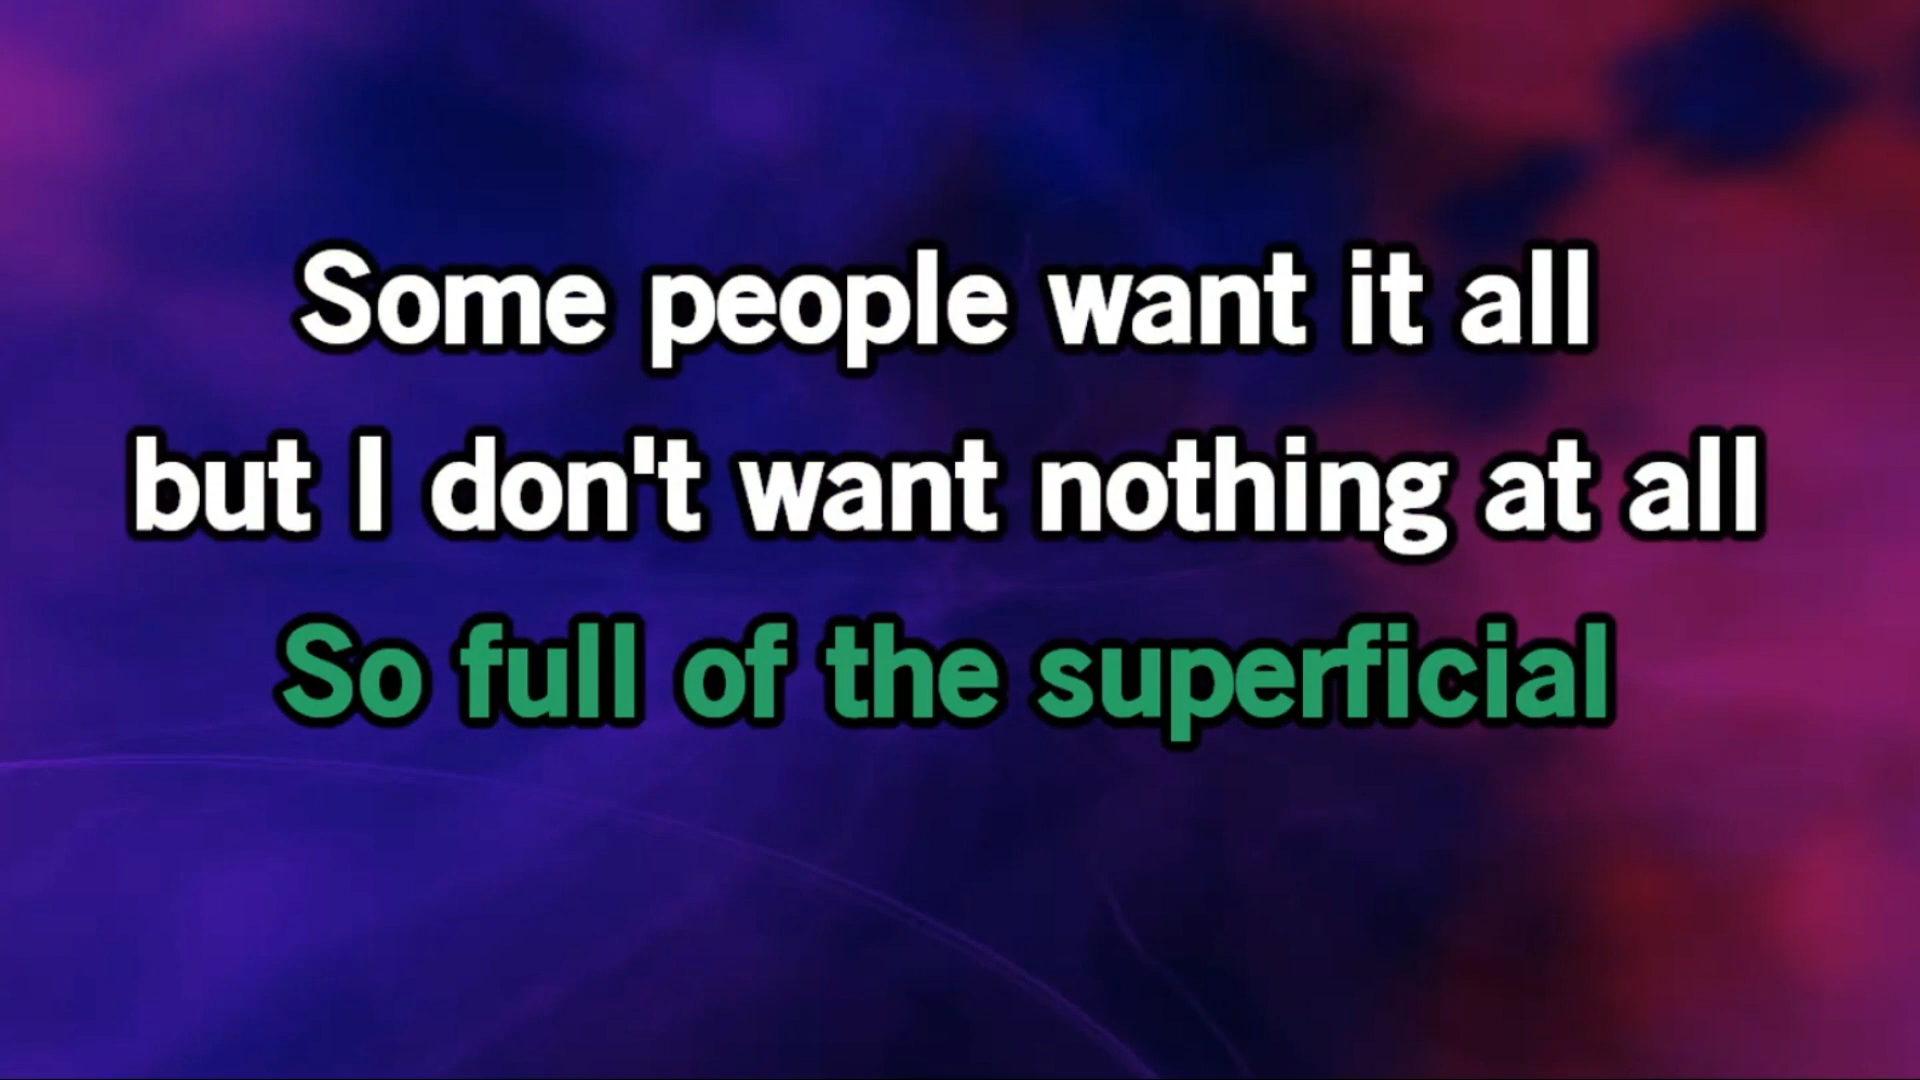 Some people want it all
but I don't want nothing at all
So full of the superficial